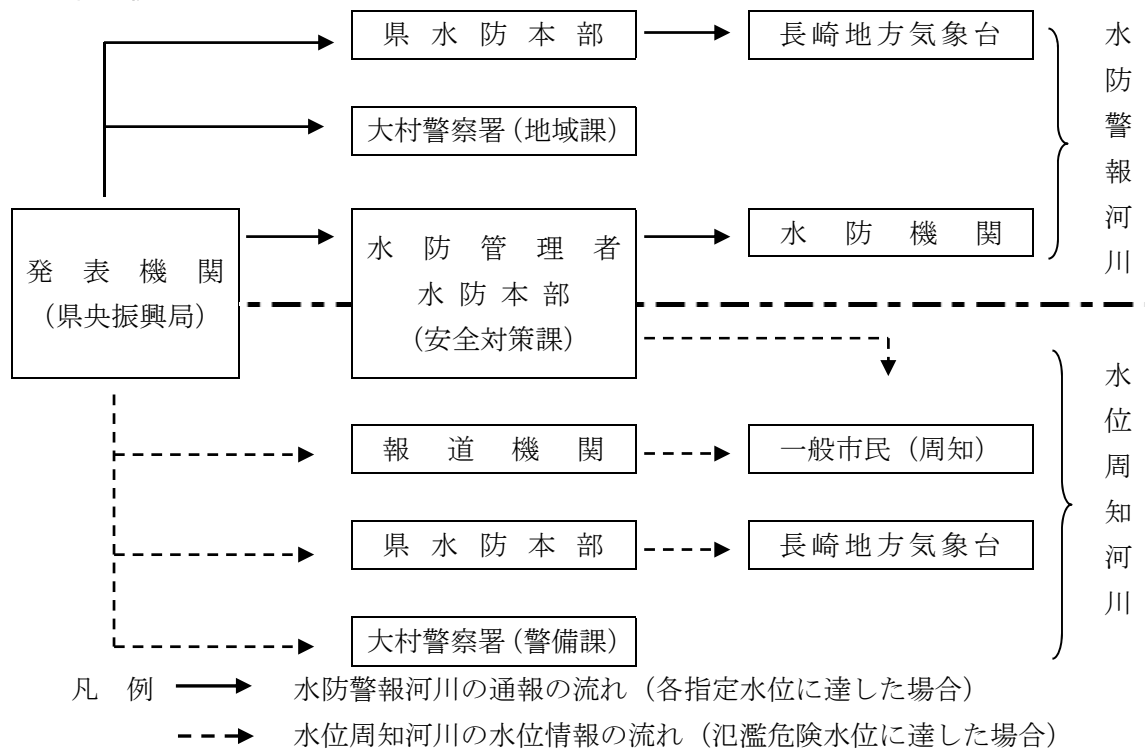 県水防本部
長崎地方気象台
大村警察署（地域課）
発表機関
（県央振興局）
水防管理者
水防本部
（安全対策課）
水防機関
水防警報河川
報道機関
一般市民（周知）
県水防本部
長崎地方気象台
大村警察署（警備課）
水位周知河川
凡例
水防警報河川の通報の流れ（各指定水位に達した場合）
水位周知河川の水位情報の流れ（氾濫危険水位に達した場合）